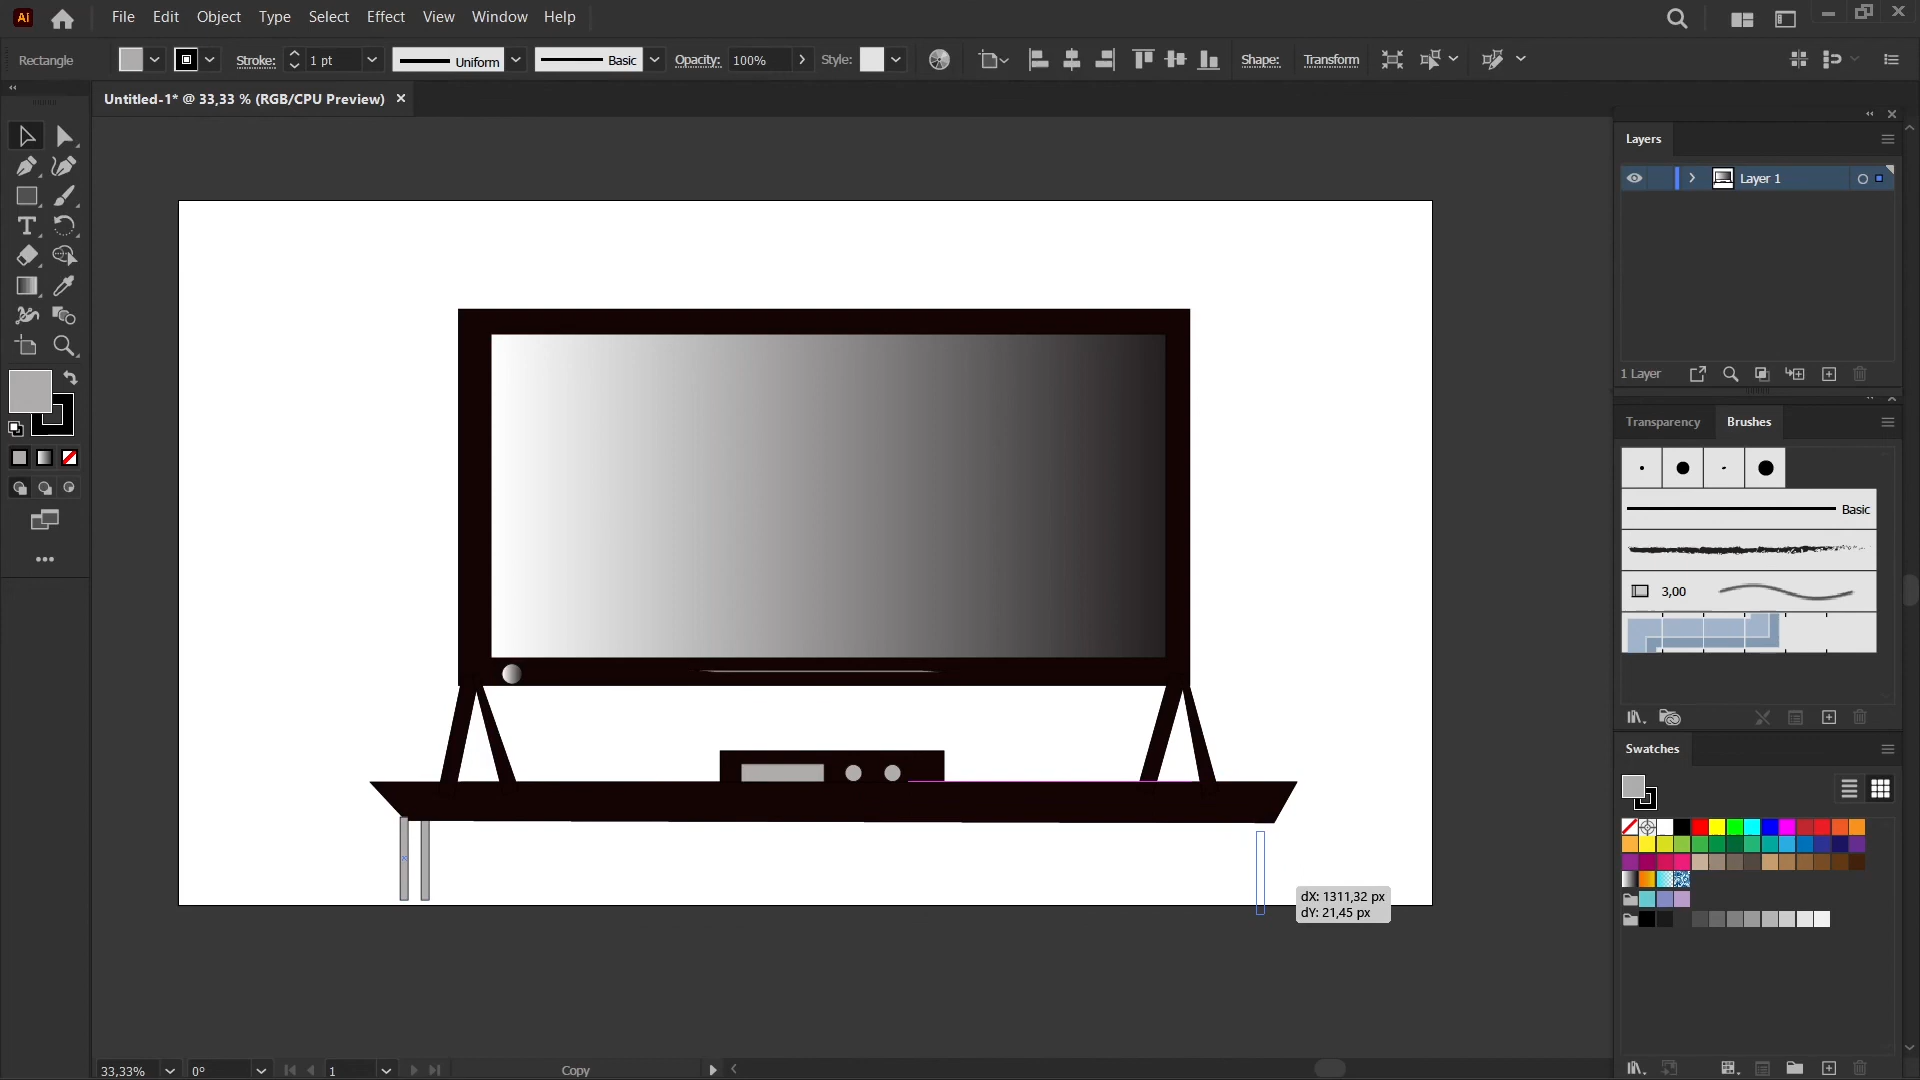 Ai File Edit Object Type Select Effect View Window Help
Rectangle Stroke: 1 pt Uniform Basic Opacity: 100% Style: Shape: Transform
Untitled-1* @ 33,33 % (RGB/CPU Preview) ×
Layers
Layer 1
1 Layer
Transparency Brushes
Basic
3,00
Swatches
dX: 1311,32 px
dY: 21,45 px
33,33% 0° 1 Copy